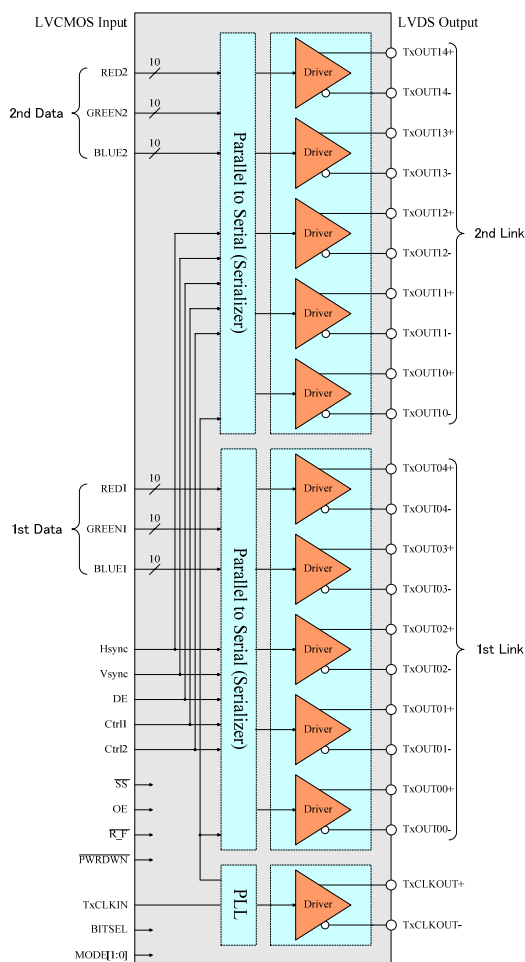 LVCMOS Input
LVDS Output
2nd Data
RED2
10
GREEN2
10
BLUE2
10
Parallel to Serial (Serializer)
Driver
Driver
Driver
Driver
Driver
TxOUT14+
TxOUT14-
TxOUT13+
TxOUT13-
TxOUT12+
TxOUT12-
TxOUT11+
TxOUT11-
TxOUT10+
TxOUT10-
2nd Link
1st Data
RED1
10
GREEN1
10
BLUE1
10
Hsync
Vsync
DE
Ctrl1
Ctrl2
SS
OE
R_F
PWRDWN
TxCLKIN
BITSEL
MODE[1:0]
Parallel to Serial (Serializer)
Driver
Driver
Driver
Driver
Driver
TxOUT04+
TxOUT04-
TxOUT03+
TxOUT03-
TxOUT02+
TxOUT02-
TxOUT01+
TxOUT01-
TxOUT00+
TxOUT00-
1st Link
PLL
Driver
TxCLKOUT+
TxCLKOUT-